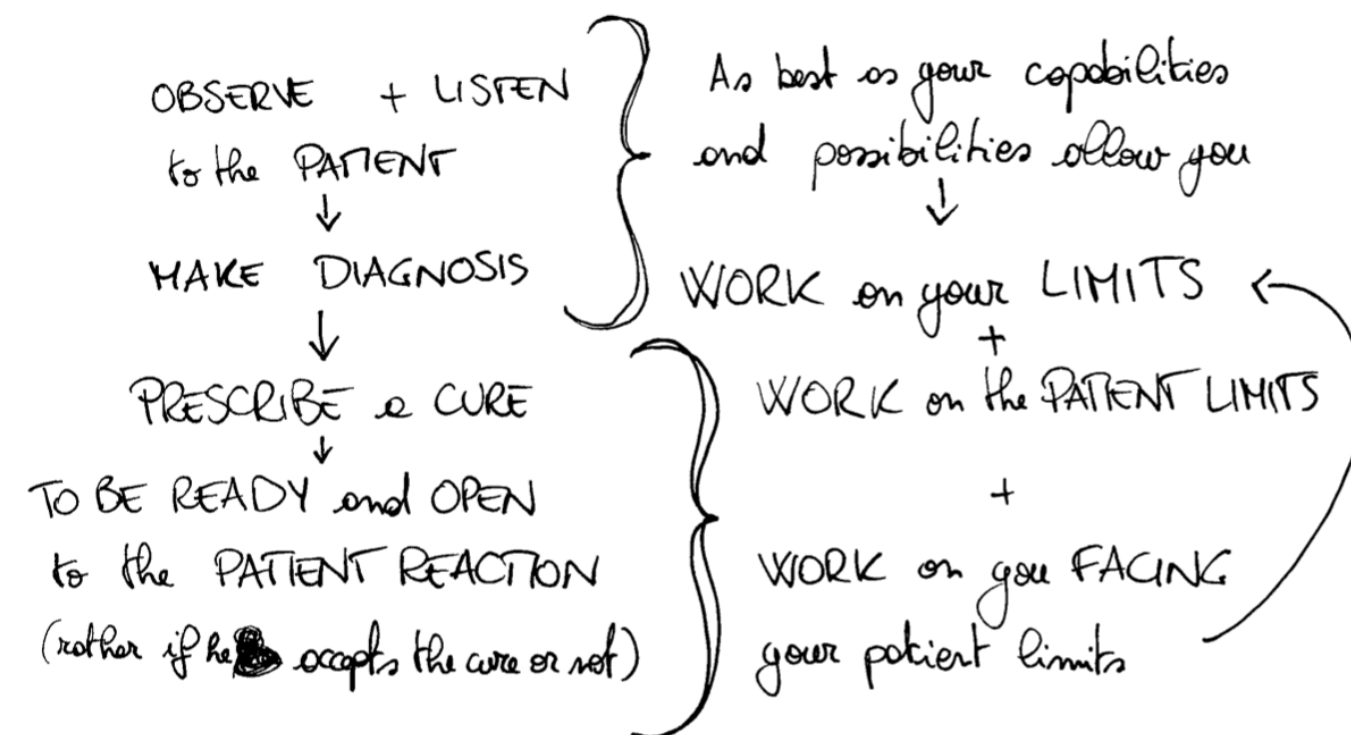 OBSERVE + LISTEN
to the PATIENT
↓
MAKE DIAGNOSIS
↓
PRESCRIBE a CURE
↓
TO BE READY and OPEN
to the PATIENT REACTION
(rather if he accepts the cure or not)
As best as your capabilities
and possibilities allow you
↓
WORK on your LIMITS
+
WORK on the PATIENT LIMITS
+
WORK on you FACING
your patient limits